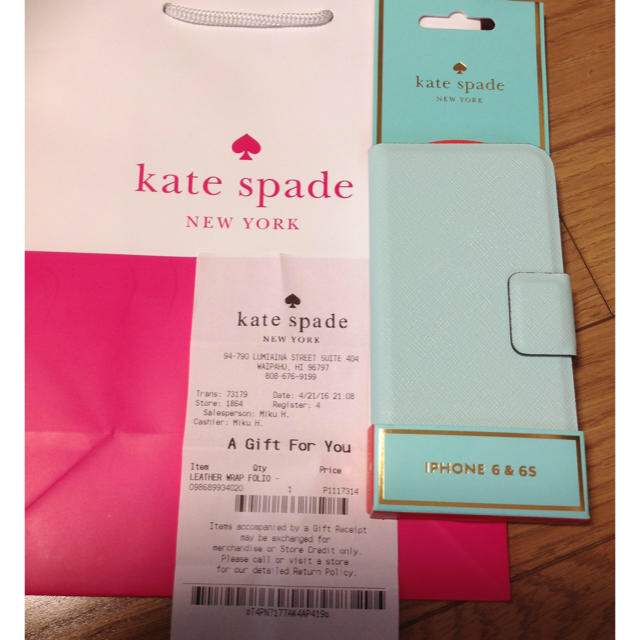 kate spade
NEW YORK
kate spade
NEW YORK
IPHONE 6 & 6S
kate spade
NEW YORK
94-790 LUMIAINA STREET SUITE 404
WAIPAHU, HI 96797
808-676-9199
Trans: 73179 Date: 4/21/16 21:08
Store: 1864 Register: 4
Salesperson: Miku H.
Cashier: Miku H.
A Gift For You
Item Qty Price
LEATHER WRAP FOLIO -
098689934020 1 P1117314
Items accompanied by a Gift Receipt
may be exchanged for
merchandise or Store Credit only.
Please call or visit a store
for our detailed Return Policy.